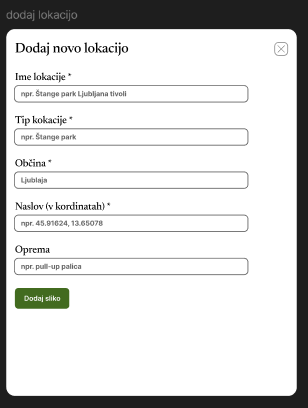 dodaj lokacijo
Dodaj novo lokacijo
Ime lokacije *
npr. Štange park Ljubljana tivoli
Tip kokacije *
npr. Štange park
Občina *
Ljublaja
Naslov (v kordinatah) *
npr. 45.91624, 13.65078
Oprema
npr. pull-up palica
Dodaj sliko